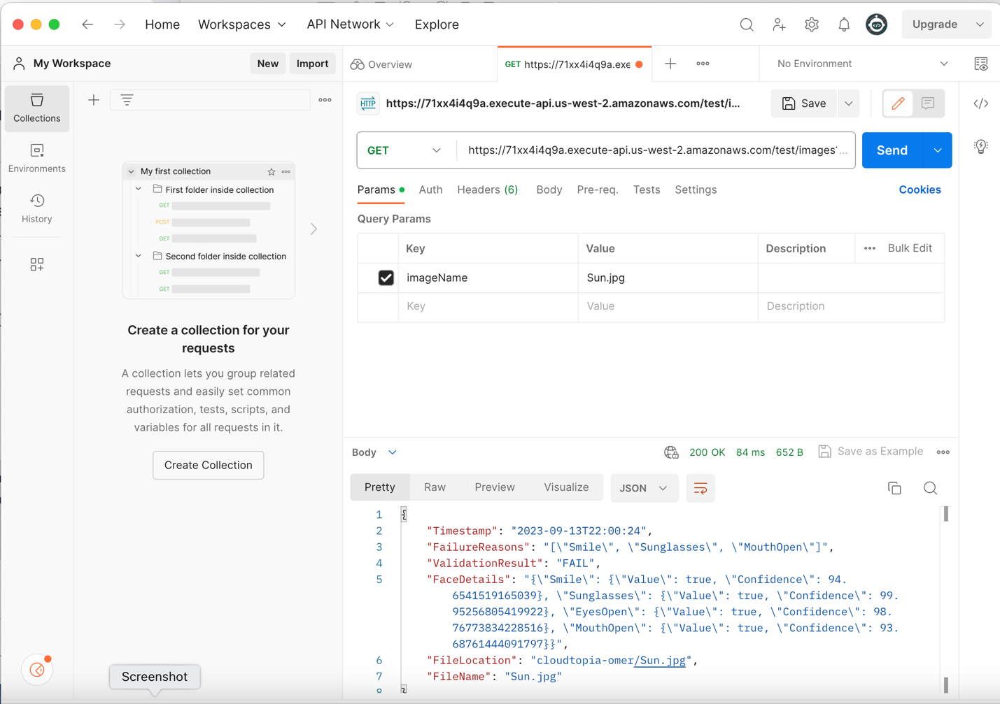 Home Workspaces API Network Explore Upgrade
My Workspace New Import Overview GET https://71xx4i4q9a.exe No Environment
Collections
Environments
History
My first collection
First folder inside collection
GET
POST
GET
Second folder inside collection
GET
GET
Create a collection for your
requests
A collection lets you group related
requests and easily set common
authorization, tests, scripts, and
variables for all requests in it.
Create Collection
Screenshot
HTTP https://71xx4i4q9a.execute-api.us-west-2.amazonaws.com/test/i... Save </>
GET https://71xx4i4q9a.execute-api.us-west-2.amazonaws.com/test/images? ... Send
Params Auth Headers (6) Body Pre-req. Tests Settings Cookies
Query Params
Key Value Description Bulk Edit
imageName Sun.jpg
Key Value Description
Body 200 OK 84 ms 652 B Save as Example
Pretty Raw Preview Visualize JSON
1 {
2 "Timestamp": "2023-09-13T22:00:24",
3 "FailureReasons": "[\"Smile\", \"Sunglasses\", \"MouthOpen\"]",
4 "ValidationResult": "FAIL",
5 "FaceDetails": "{\"Smile\": {\"Value\": true, \"Confidence\": 94.
6541519165039}, \"Sunglasses\": {\"Value\": true, \"Confidence\": 99.
95256805419922}, \"EyesOpen\": {\"Value\": true, \"Confidence\": 98.
76773834228516}, \"MouthOpen\": {\"Value\": true, \"Confidence\": 93.
68761444091797}}",
6 "FileLocation": "cloudtopia-omer/Sun.jpg",
7 "FileName": "Sun.jpg"
8 }